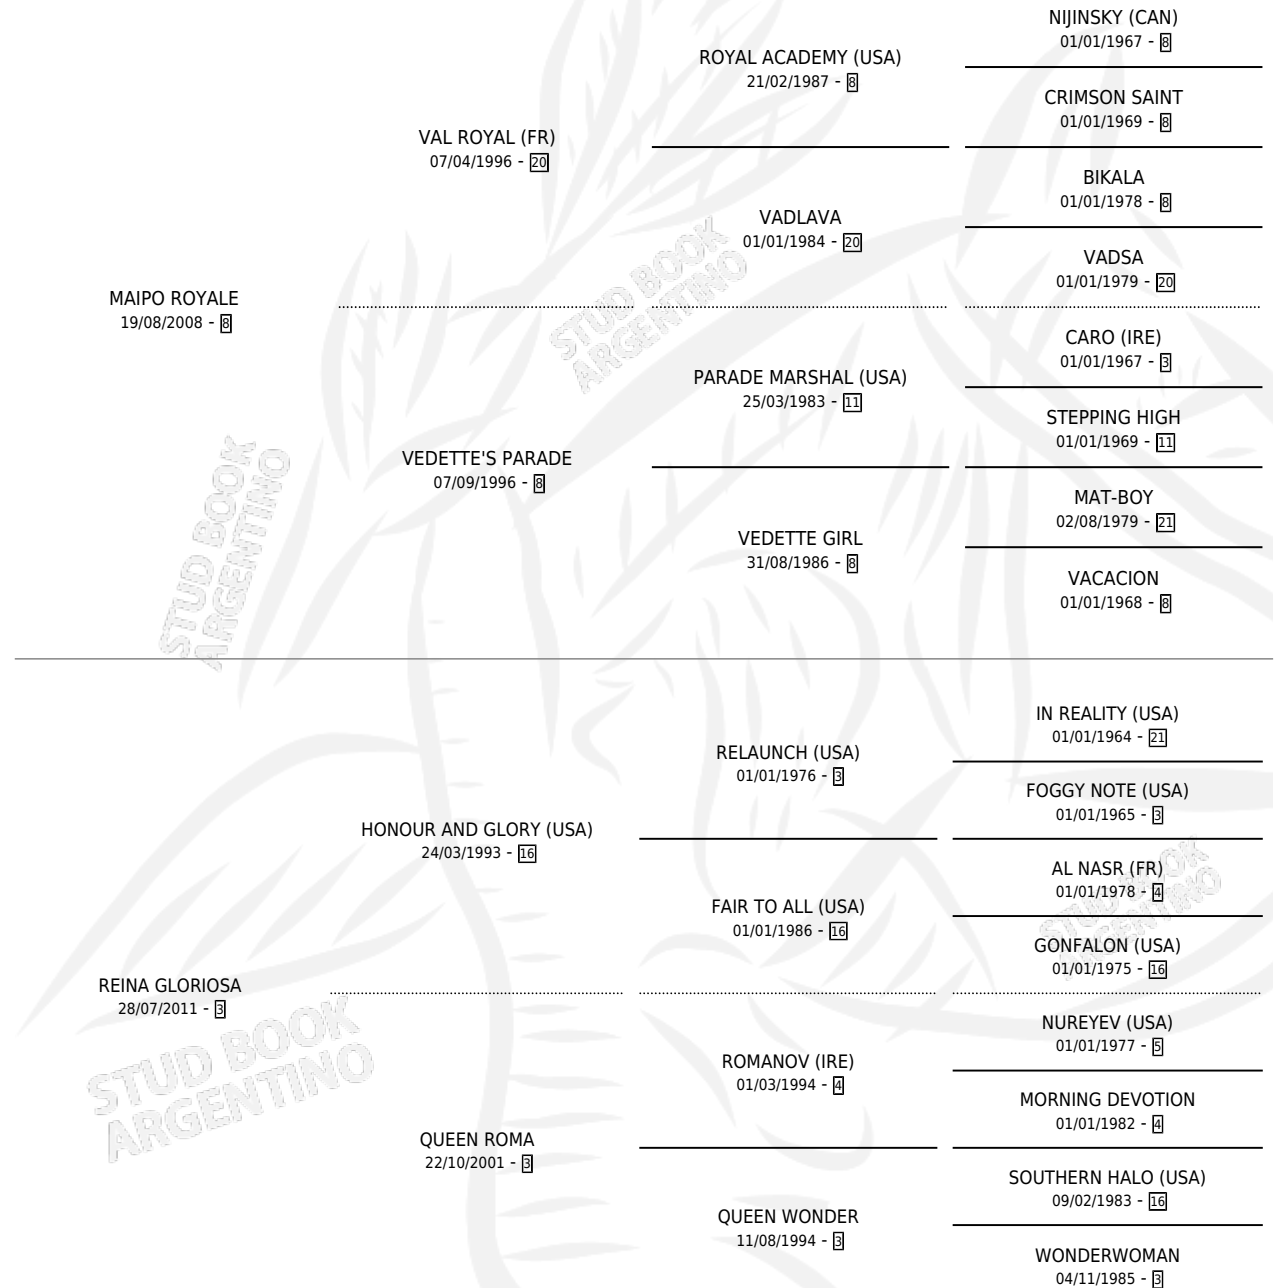 NIJINSKY (CAN)
01/01/1967 - 8
ROYAL ACADEMY (USA)
21/02/1987 - 8
CRIMSON SAINT
01/01/1969 - 8
VAL ROYAL (FR)
07/04/1996 - 20
BIKALA
01/01/1978 - 8
VADLAVA
01/01/1984 - 20
VADSA
01/01/1979 - 20
MAIPO ROYALE
19/08/2008 - 8
CARO (IRE)
01/01/1967 - 3
PARADE MARSHAL (USA)
25/03/1983 - 11
STEPPING HIGH
01/01/1969 - 11
VEDETTE'S PARADE
07/09/1996 - 8
MAT-BOY
02/08/1979 - 21
VEDETTE GIRL
31/08/1986 - 8
VACACION
01/01/1968 - 8
IN REALITY (USA)
01/01/1964 - 21
RELAUNCH (USA)
01/01/1976 - 3
FOGGY NOTE (USA)
01/01/1965 - 3
HONOUR AND GLORY (USA)
24/03/1993 - 16
AL NASR (FR)
01/01/1978 - 4
FAIR TO ALL (USA)
01/01/1986 - 16
GONFALON (USA)
01/01/1975 - 16
REINA GLORIOSA
28/07/2011 - 3
NUREYEV (USA)
01/01/1977 - 5
ROMANOV (IRE)
01/03/1994 - 4
MORNING DEVOTION
01/01/1982 - 4
QUEEN ROMA
22/10/2001 - 3
SOUTHERN HALO (USA)
09/02/1983 - 16
QUEEN WONDER
11/08/1994 - 3
WONDERWOMAN
04/11/1985 - 3
STUD BOOK
ARGENTINO
STUD BOOK
ARGENTINO
STUD BOOK
ARGENTINO
STUD BOOK
ARGENTINO